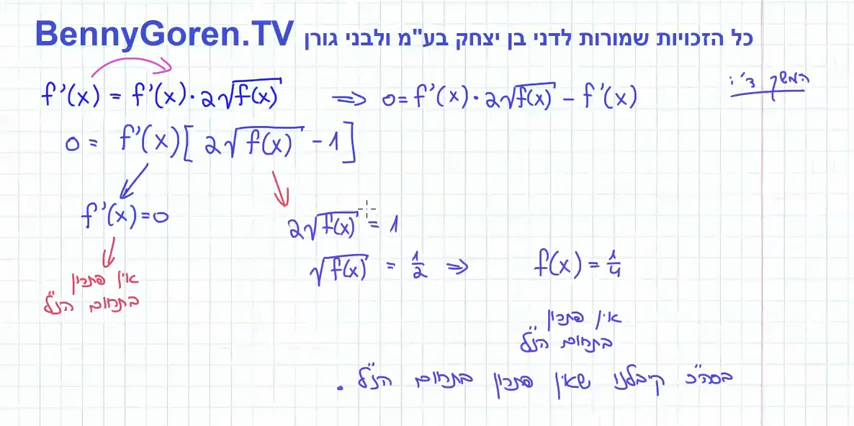 BennyGoren.TV כל הזכויות שמורות לדני בן יצחק בע"מ ולבני גורן
המשך ד':
f'(x) = f'(x) · 2√f(x) ⇒ 0 = f'(x) · 2√f(x) − f'(x)
0 = f'(x)[2√f(x) − 1]
f'(x)=0
2√f(x) = 1
√f(x) = 1/2 ⇒ f(x) = 1/4
אין פתרון
בתחום הנ"ל
אין פתרון
בתחום הנ"ל
בסה"כ קיבלנו שאין פתרון בתחום הנ"ל.